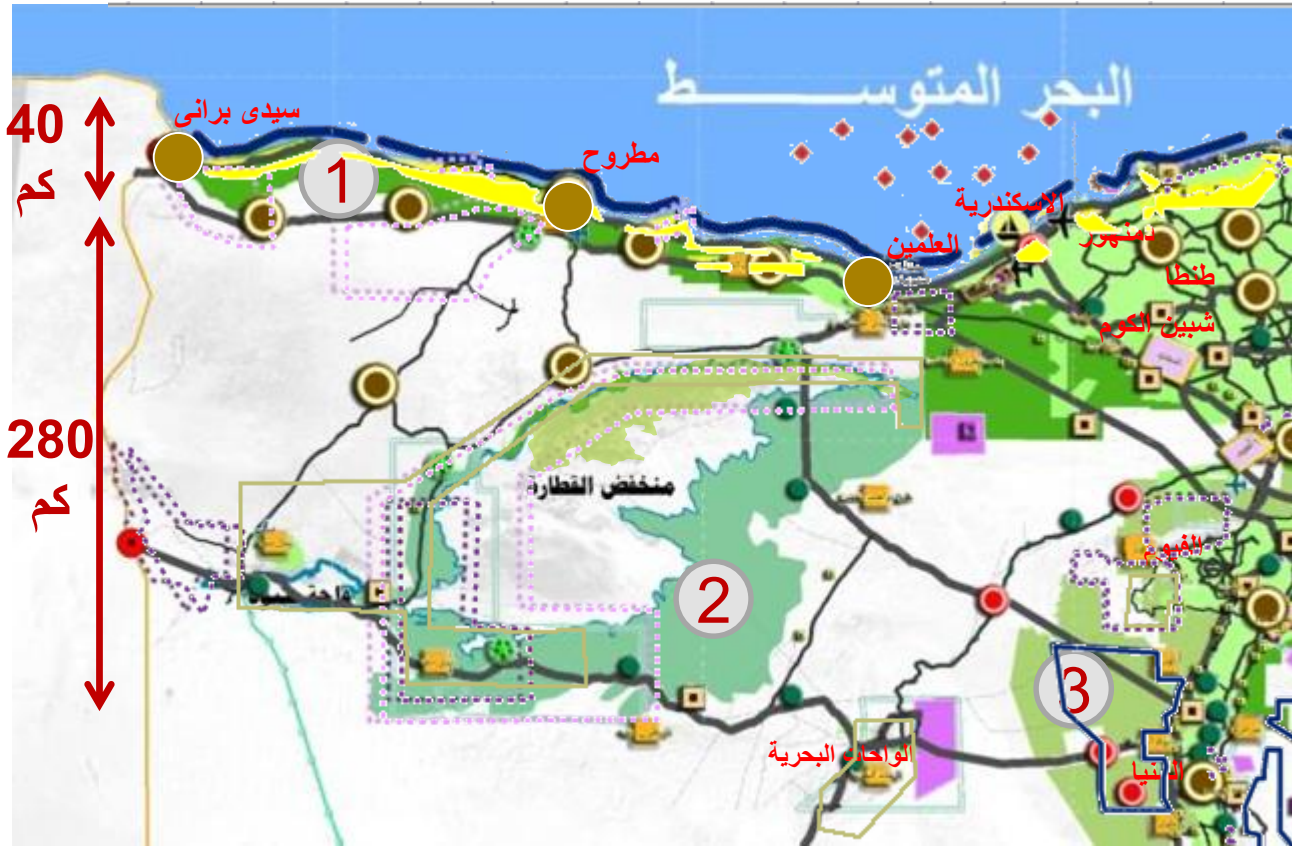 البحر المتوســــــــط
40
كم
سيدى برانى
1
مطروح
الاسكندرية
دمنهور
العلمين
طنطا
شبين الكوم
280
كم
منخفض القطارة
الفيوم
2
3
الواحات البحرية
المنيا